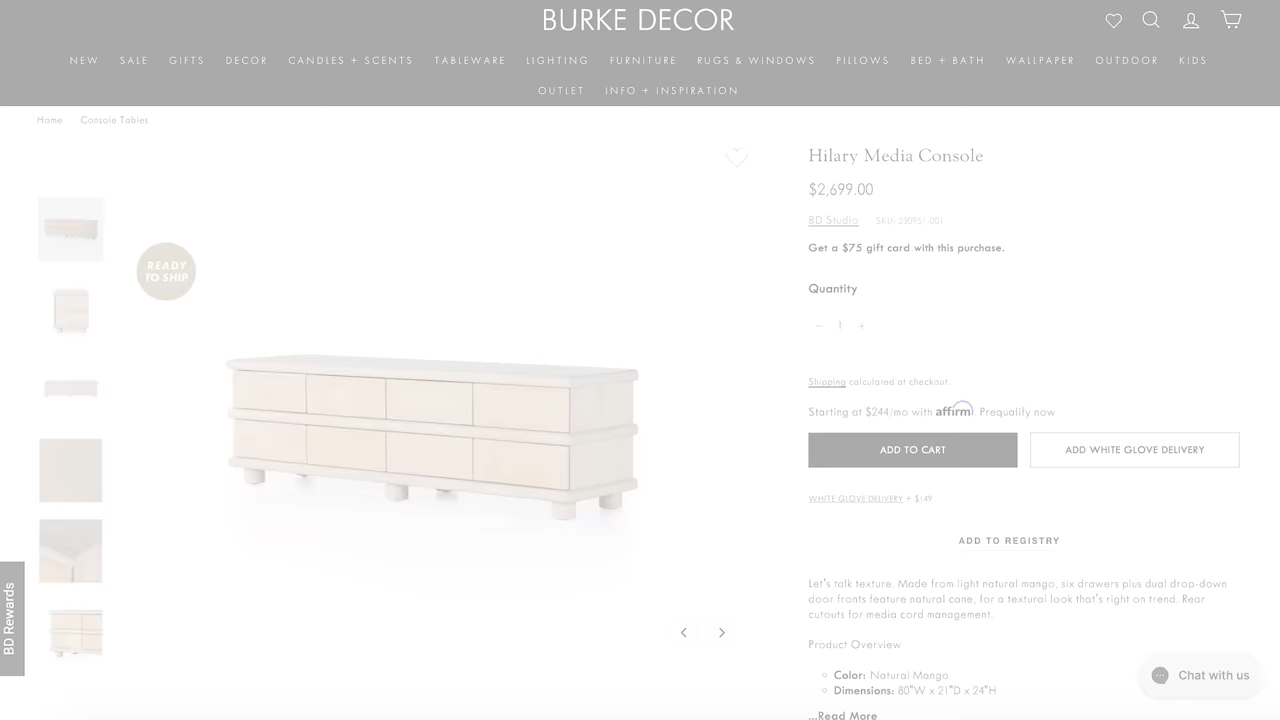 BURKE DECOR
NEW SALE GIFTS DECOR CANDLES + SCENTS TABLEWARE LIGHTING FURNITURE RUGS & WINDOWS PILLOWS BED + BATH WALLPAPER OUTDOOR KIDS
OUTLET INFO + INSPIRATION
Home Console Tables
Hilary Media Console
$2,699.00
BD Studio SKU- 230951-001
Get a $75 gift card with this purchase.
READY
TO SHIP
Quantity
− 1 +
Shipping calculated at checkout.
Starting at $244/mo with affirm. Prequalify now
ADD TO CART
ADD WHITE GLOVE DELIVERY
WHITE GLOVE DELIVERY + $149
ADD TO REGISTRY
Let's talk texture. Made from light natural mango, six drawers plus dual drop-down
door fronts feature natural cane, for a textural look that's right on trend. Rear
cutouts for media cord management.
Product Overview
Color: Natural Mango
Dimensions: 80"W x 21"D x 24"H
...Read More
BD Rewards
Chat with us